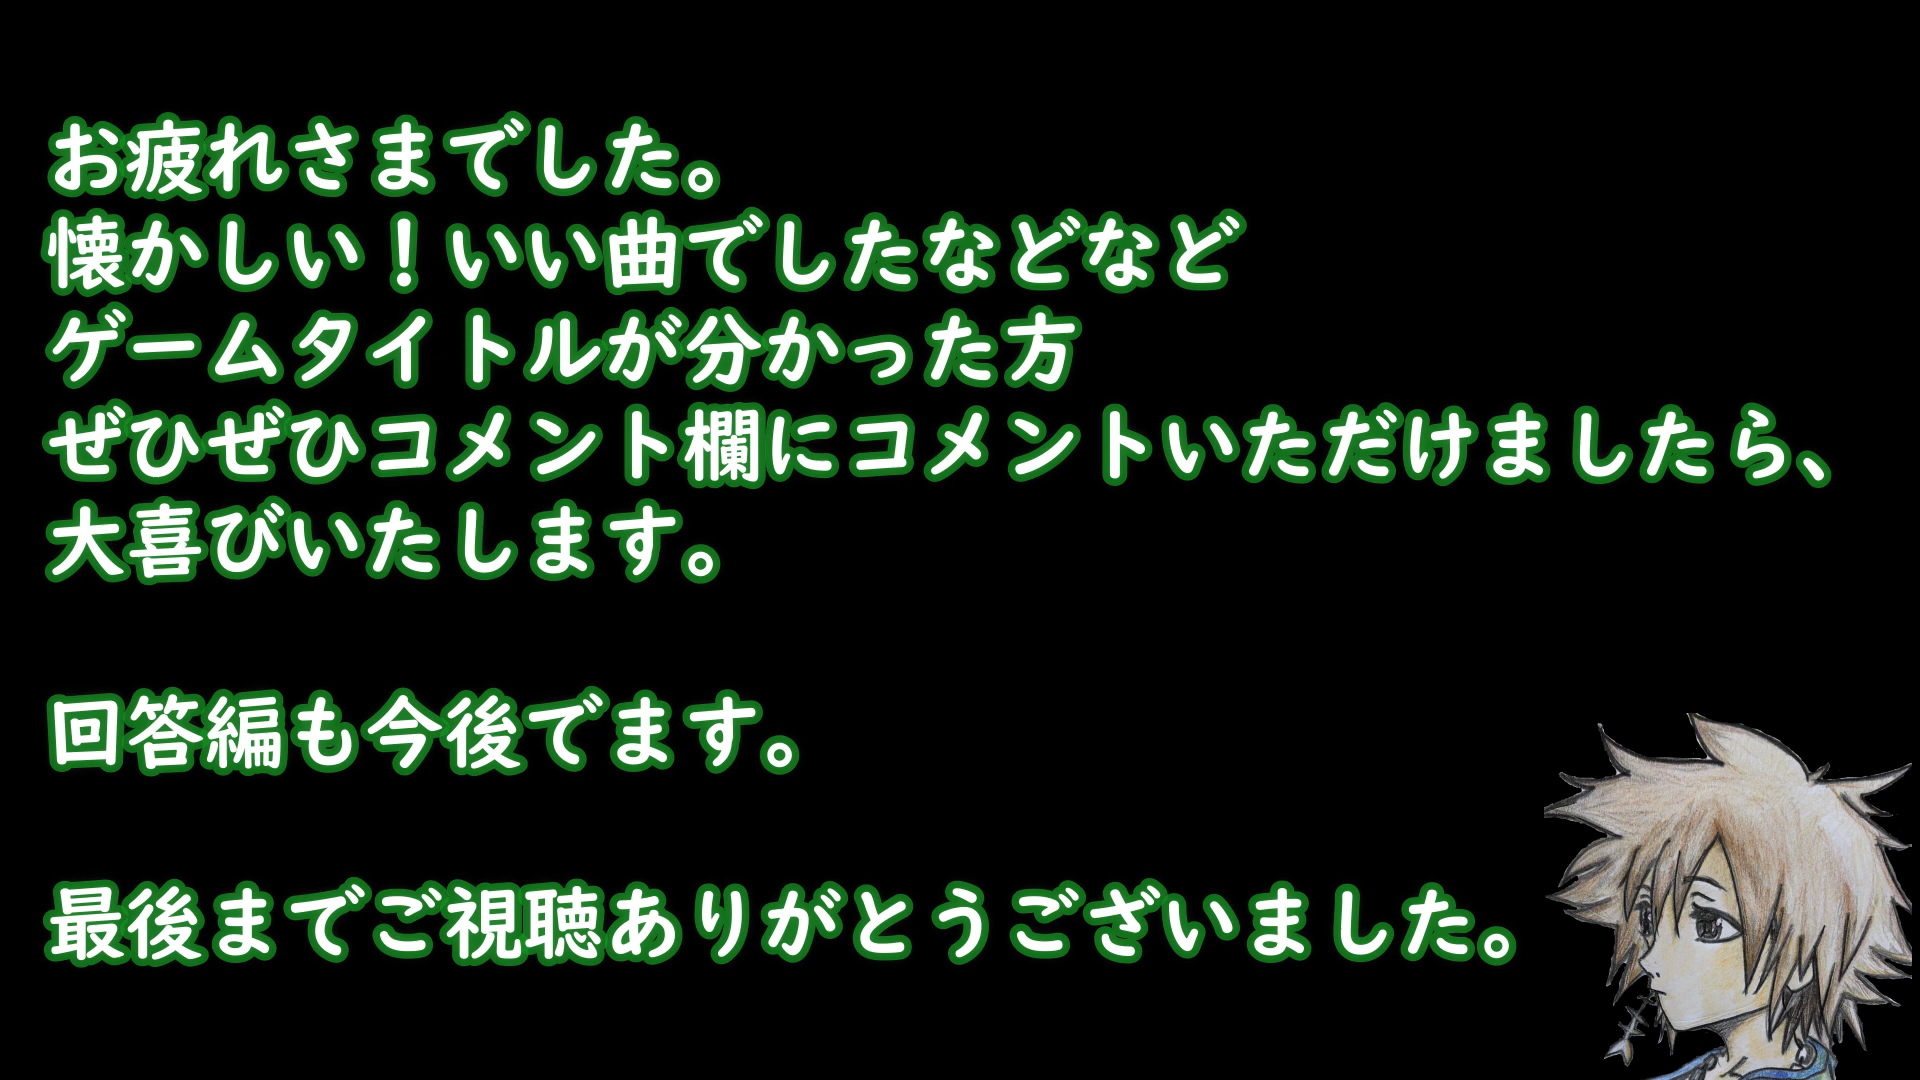 お疲れさまでした。
懐かしい！いい曲でしたなどなど
ゲームタイトルが分かった方
ぜひぜひコメント欄にコメントいただけましたら、
大喜びいたします。
回答編も今後でます。
最後までご視聴ありがとうございました。